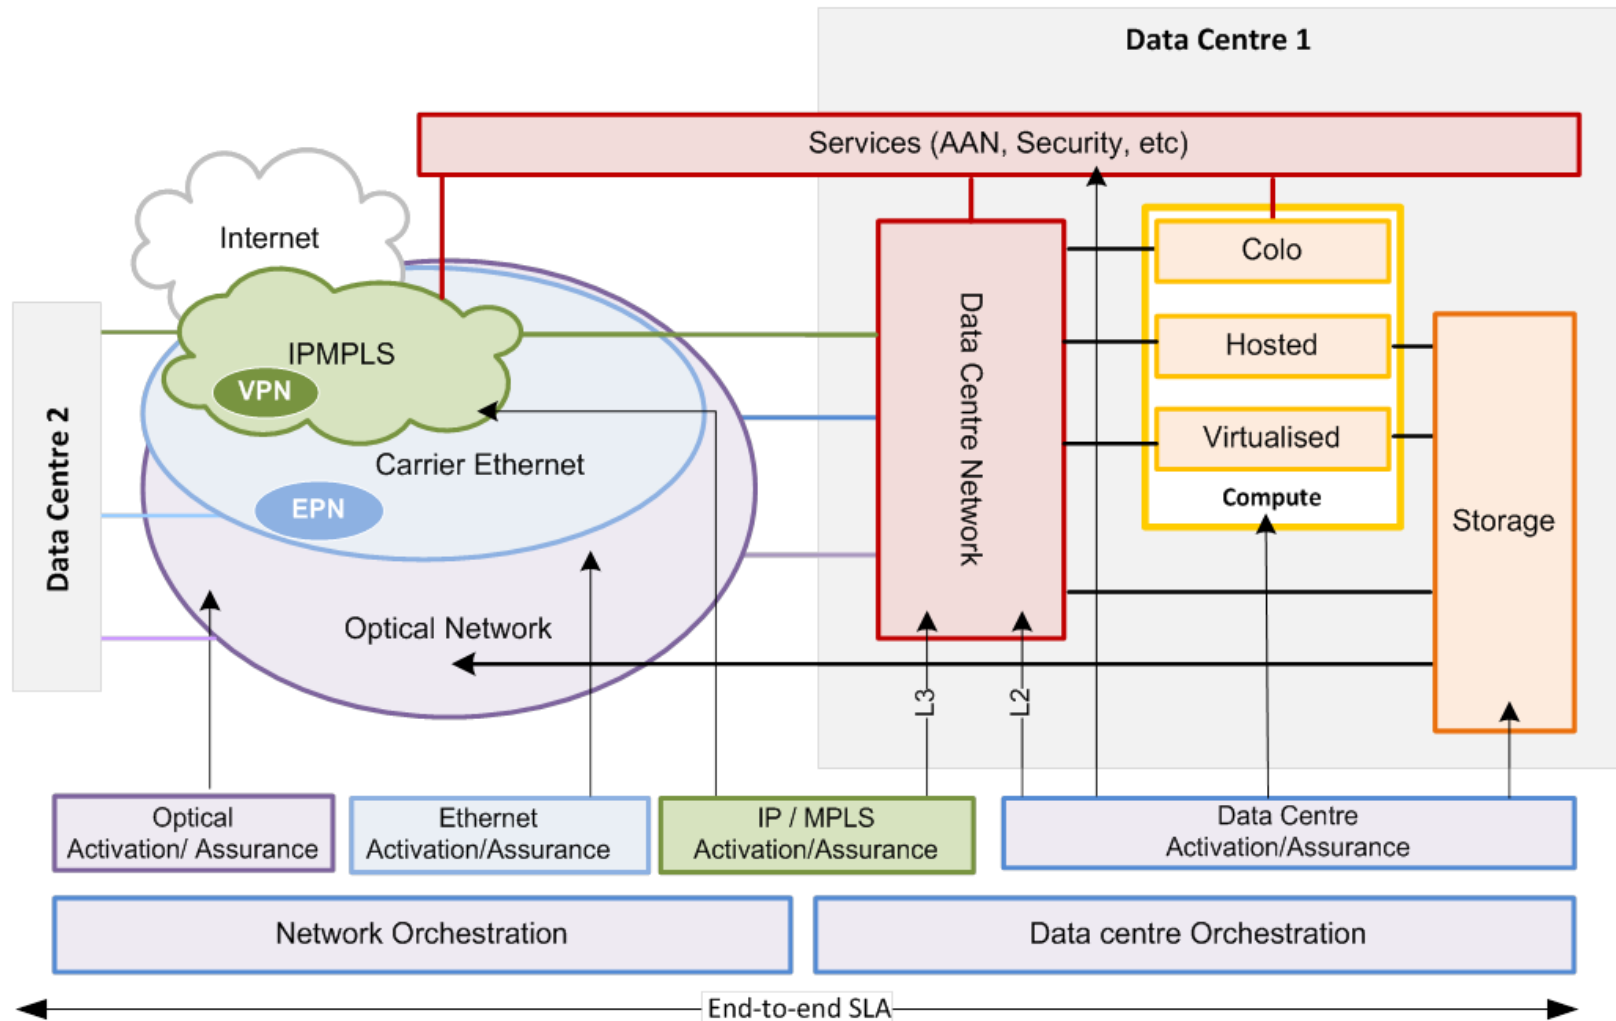 Data Centre 1
Services (AAN, Security, etc)
Internet
IPMPLS
VPN
Carrier Ethernet
EPN
Optical Network
Data Centre 2
Data Centre Network
Colo
Hosted
Virtualised
Compute
Storage
L3
L2
Optical
Activation/ Assurance
Ethernet
Activation/Assurance
IP / MPLS
Activation/Assurance
Data Centre
Activation/Assurance
Network Orchestration
Data centre Orchestration
End-to-end SLA